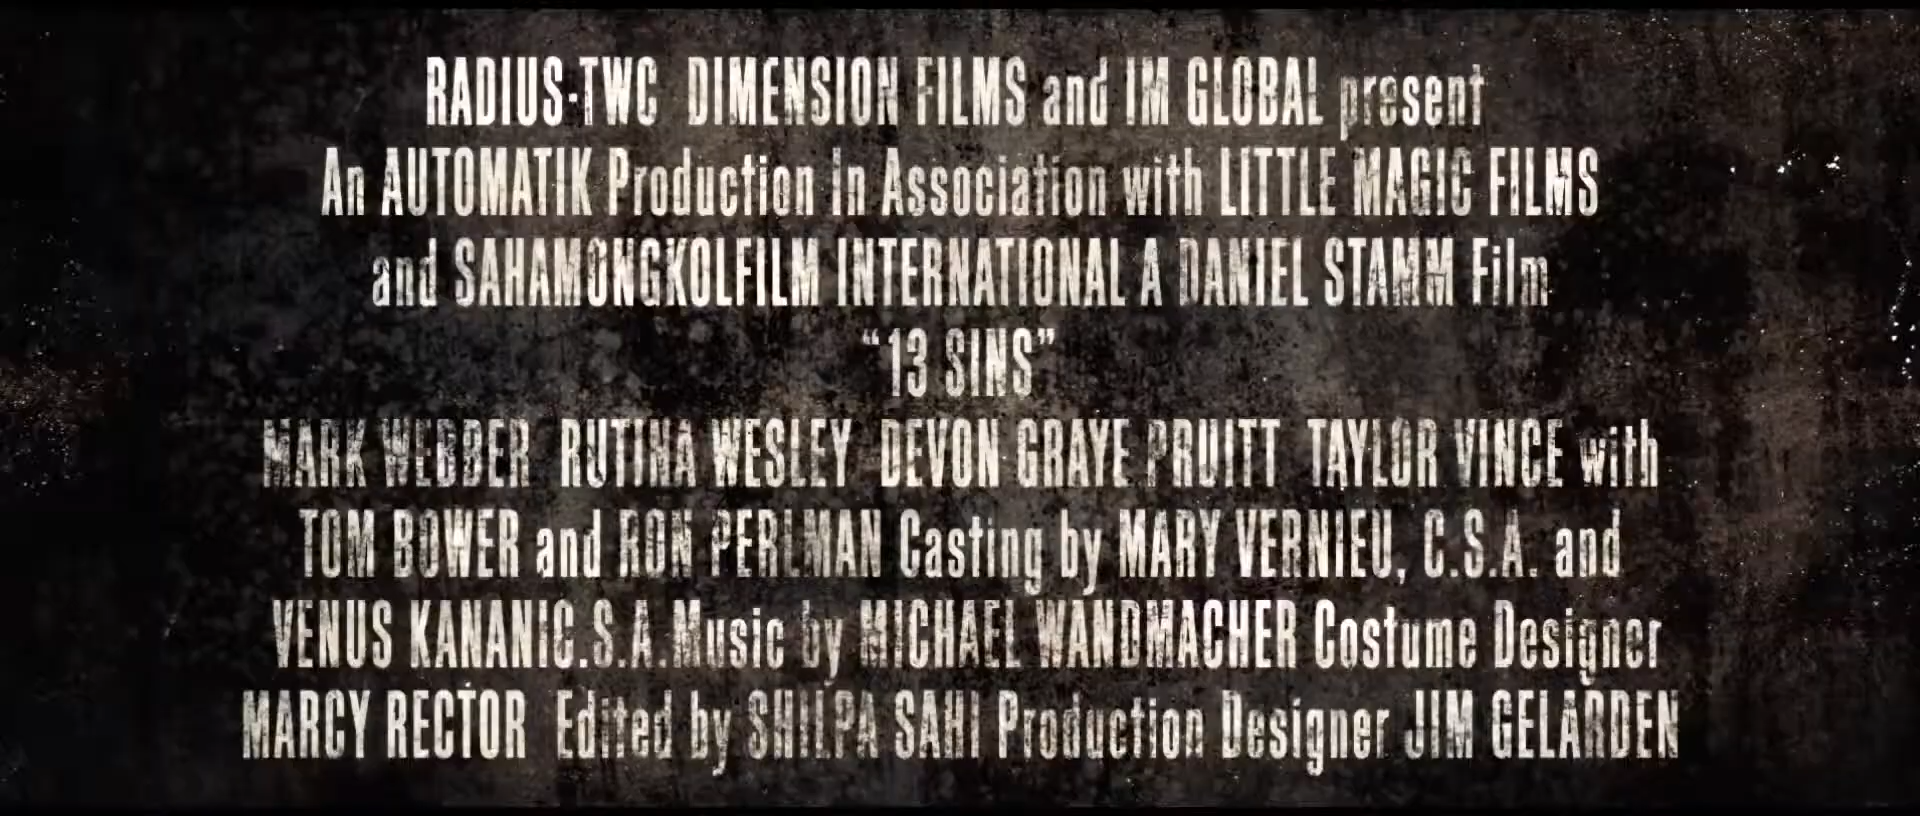 RADIUS-TWC DIMENSION FILMS and IM GLOBAL present
An AUTOMATIK Production In Association with LITTLE MAGIC FILMS
and SAHAMONGKOLFILM INTERNATIONAL A DANIEL STAMM Film
“13 SINS”
MARK WEBBER RUTINA WESLEY DEVON GRAYE PRUITT TAYLOR VINCE with
TOM BOWER and RON PERLMAN Casting by MARY VERNIEU, C.S.A. and
VENUS KANANIC.S.A.Music by MICHAEL WANDMACHER Costume Designer
MARCY RECTOR Edited by SHILPA SAHI Production Designer JIM GELARDEN